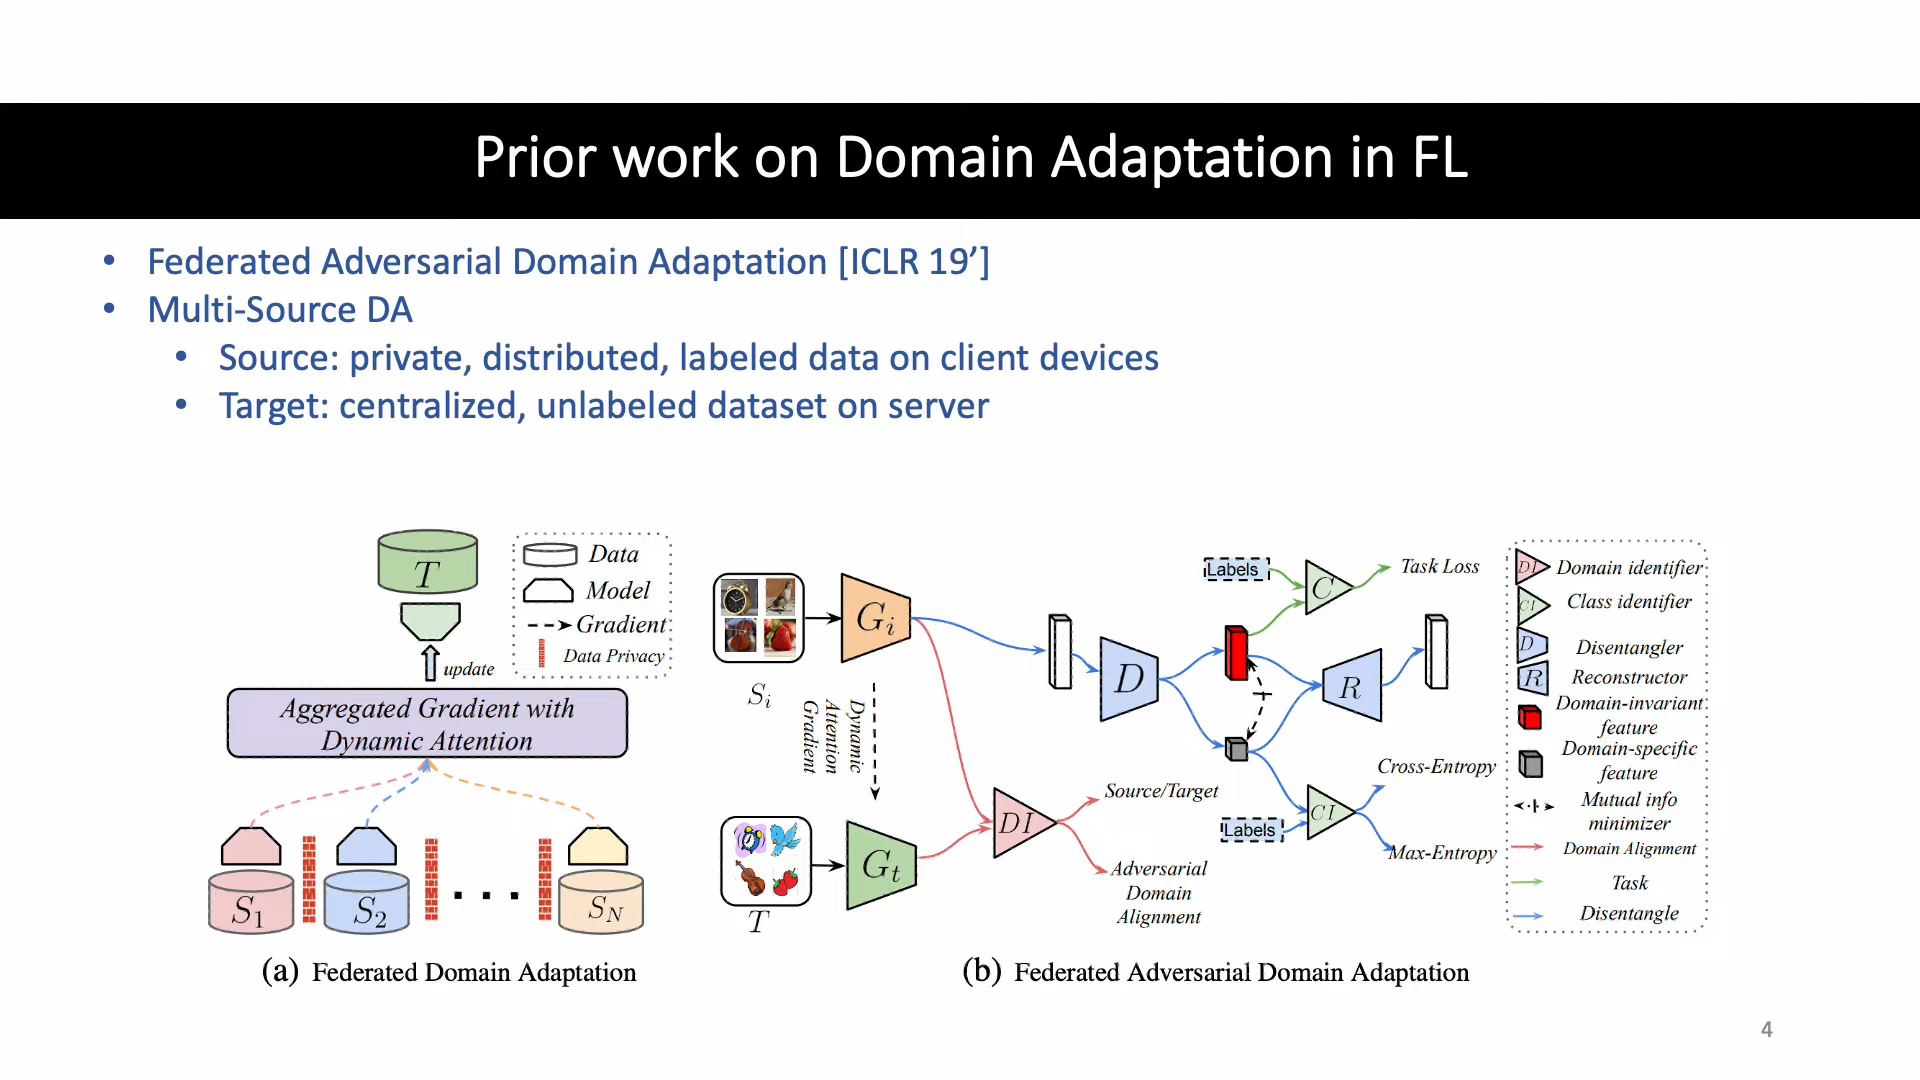 Prior work on Domain Adaptation in FL
• Federated Adversarial Domain Adaptation [ICLR 19’]
• Multi-Source DA
• Source: private, distributed, labeled data on client devices
• Target: centralized, unlabeled dataset on server
T
update
Aggregated Gradient with
Dynamic Attention
S1
S2
. . .
SN
Data
Model
Gradient
Data Privacy
(a) Federated Domain Adaptation
Si
Gi
Dynamic
Attention
Gradient
T
Gt
DI
Source/Target
Adversarial
Domain
Alignment
D
Labels
C
Task Loss
R
Labels
CI
Cross-Entropy
Max-Entropy
DI Domain identifier
CI Class identifier
D Disentangler
R Reconstructor
Domain-invariant
feature
Domain-specific
feature
Mutual info
minimizer
Domain Alignment
Task
Disentangle
(b) Federated Adversarial Domain Adaptation
4